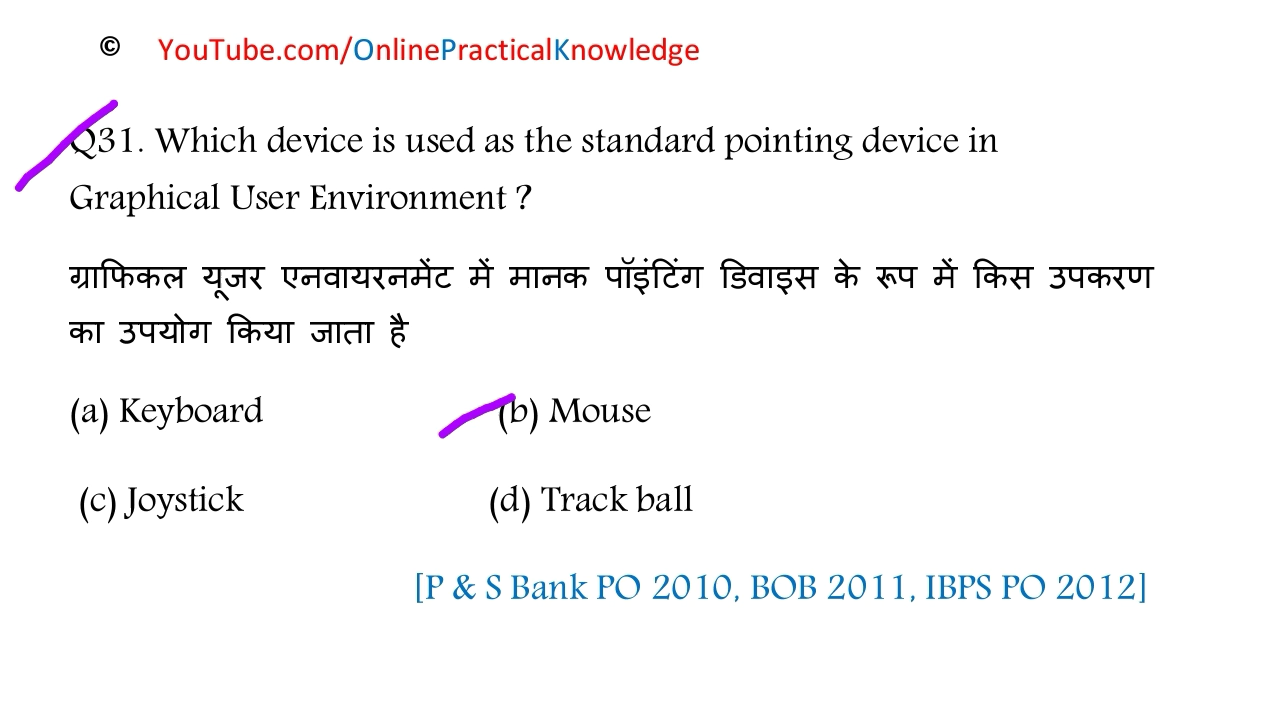 © YouTube.com/OnlinePracticalKnowledge
Q31. Which device is used as the standard pointing device in
Graphical User Environment ?
ग्राफिकल यूजर एनवायरनमेंट में मानक पॉइंटिंग डिवाइस के रूप में किस उपकरण
का उपयोग किया जाता है
(a) Keyboard (b) Mouse
(c) Joystick (d) Track ball
[P & S Bank PO 2010, BOB 2011, IBPS PO 2012]